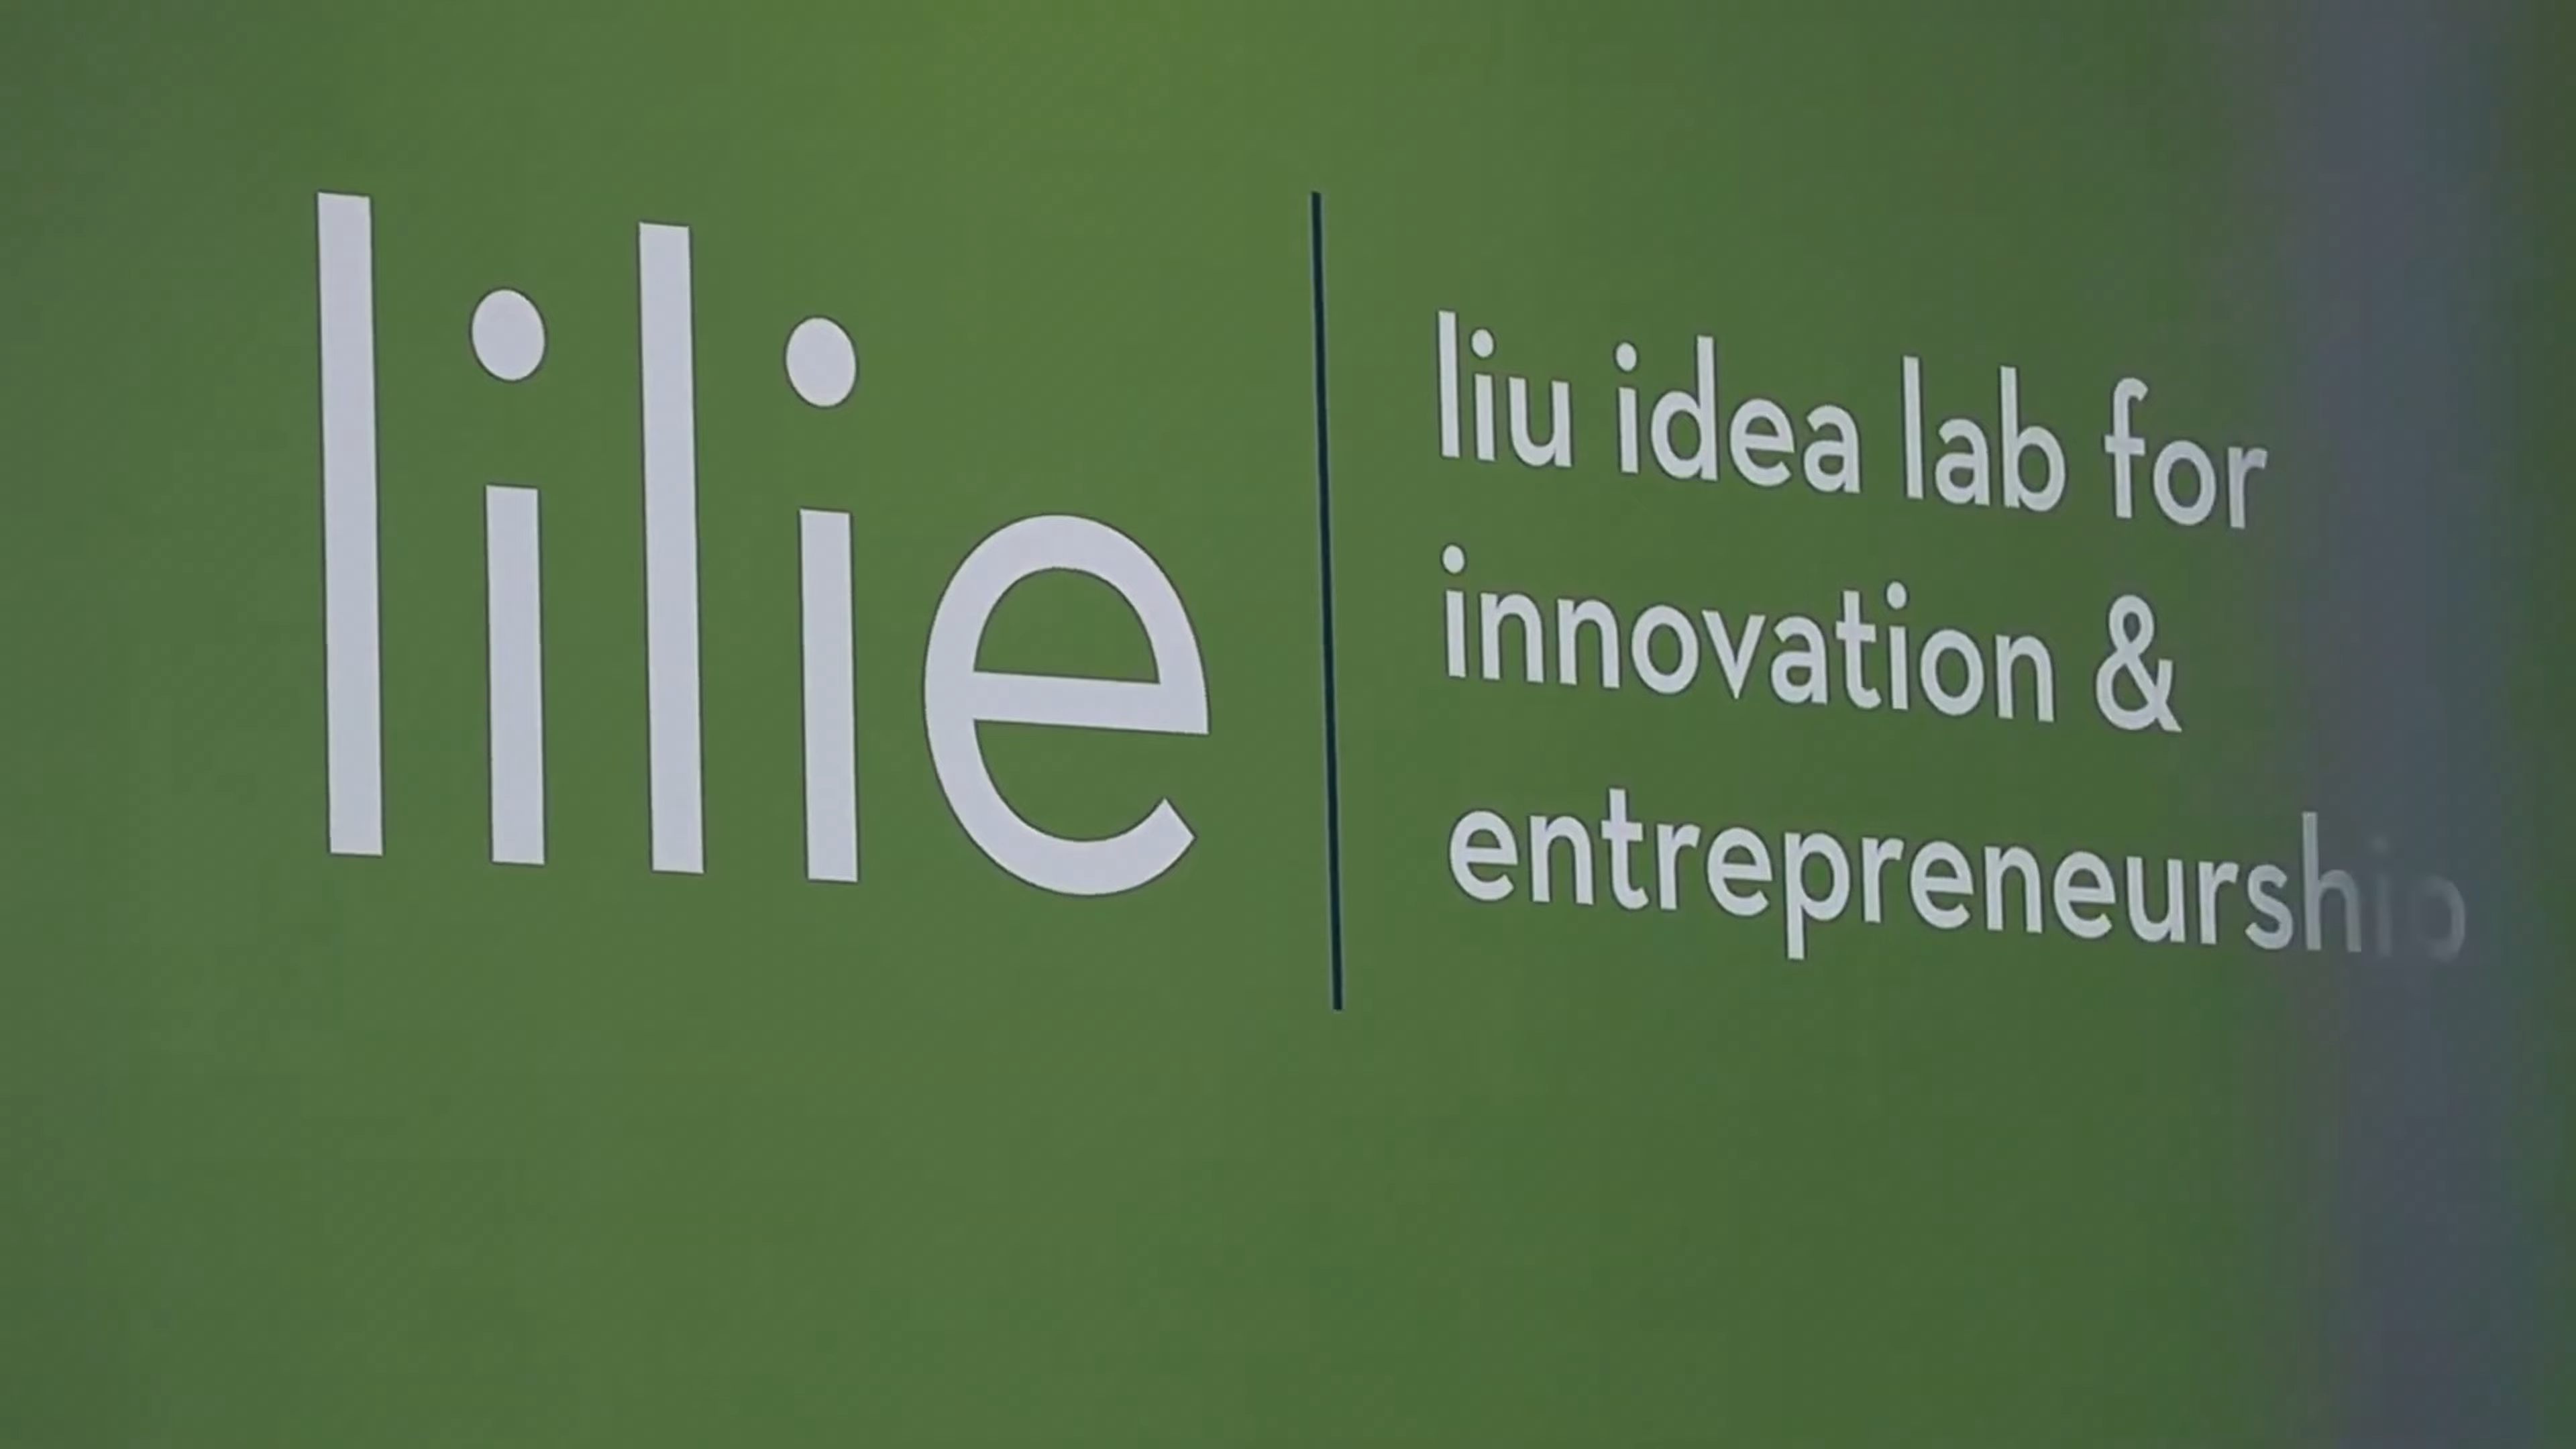 lilie
liu idea lab for
innovation &
entrepreneurship